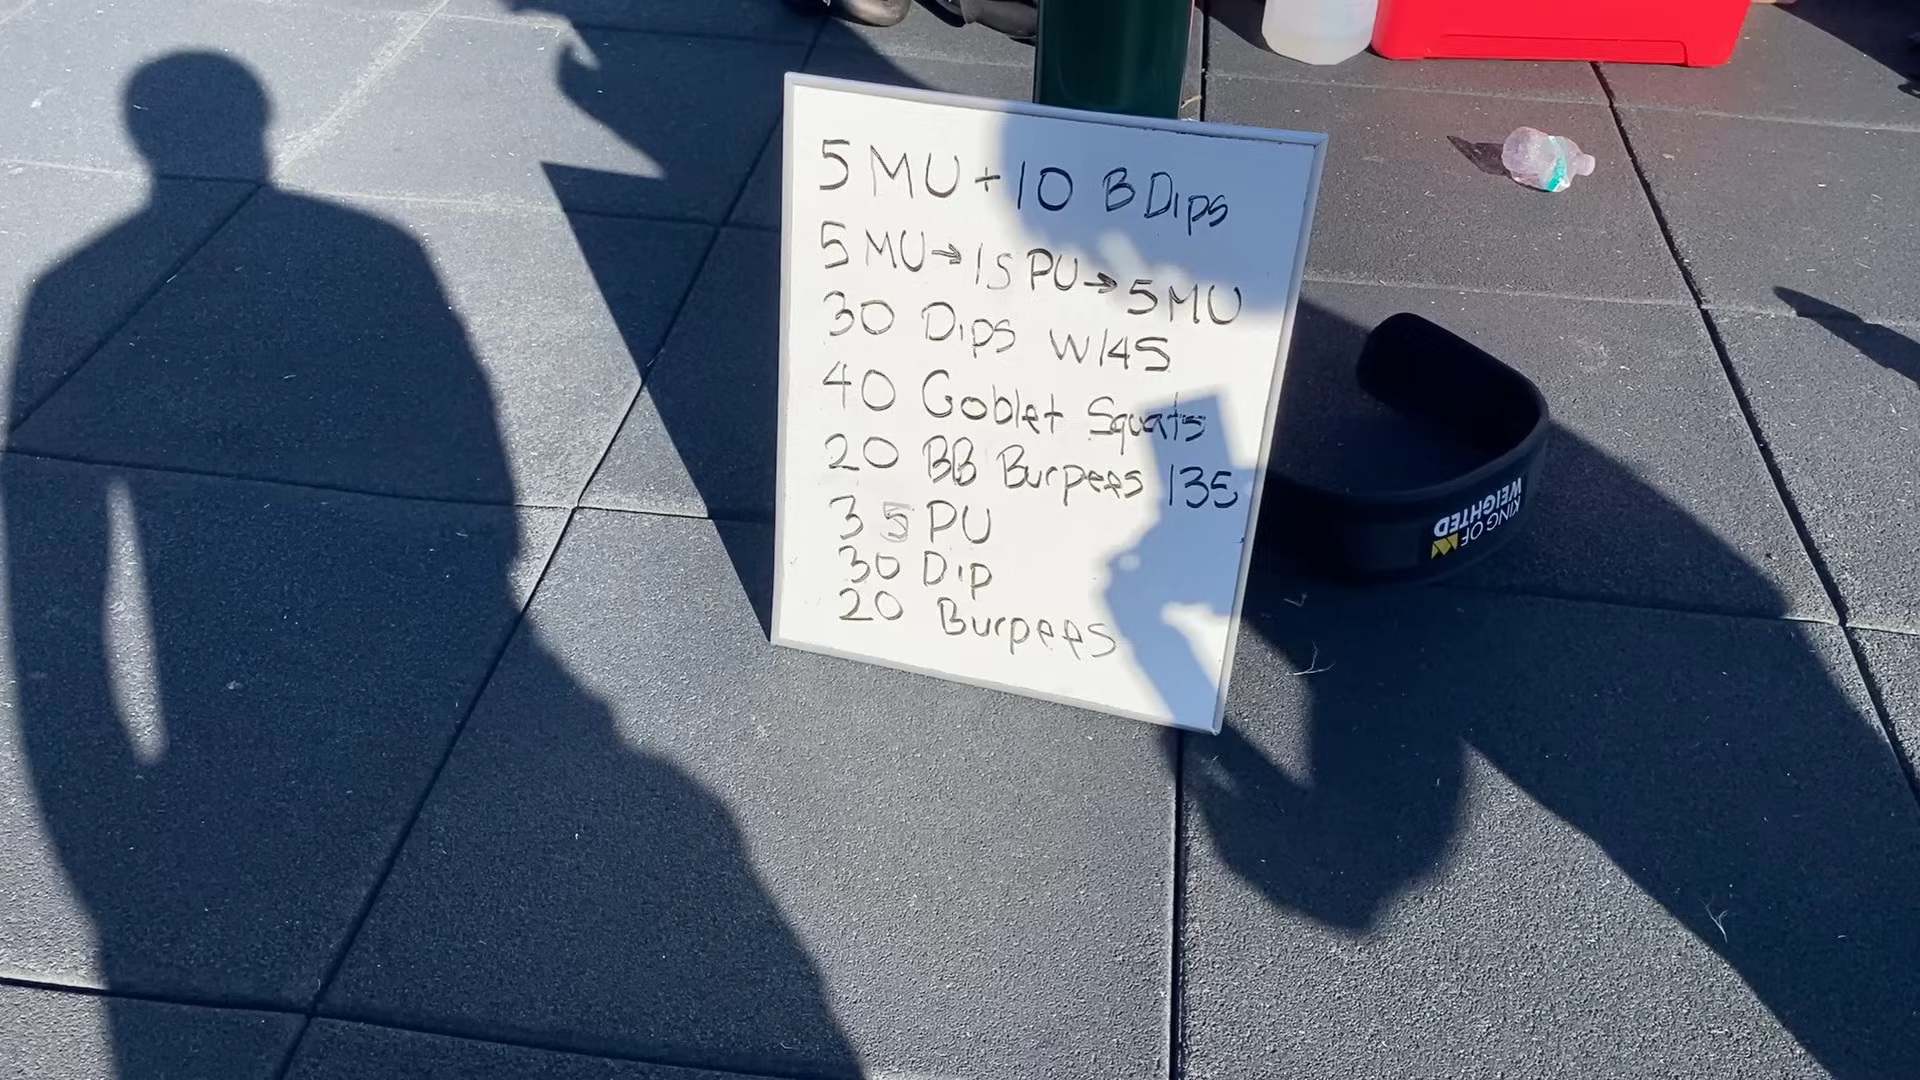 5 MU + 10 B Dips
5 MU → 15 PU → 5 MU
30 Dips W/45
40 Goblet Squats
20 BB Burpees 135
35 PU
30 Dip
20 Burpees
KING OF
WEIGHTED